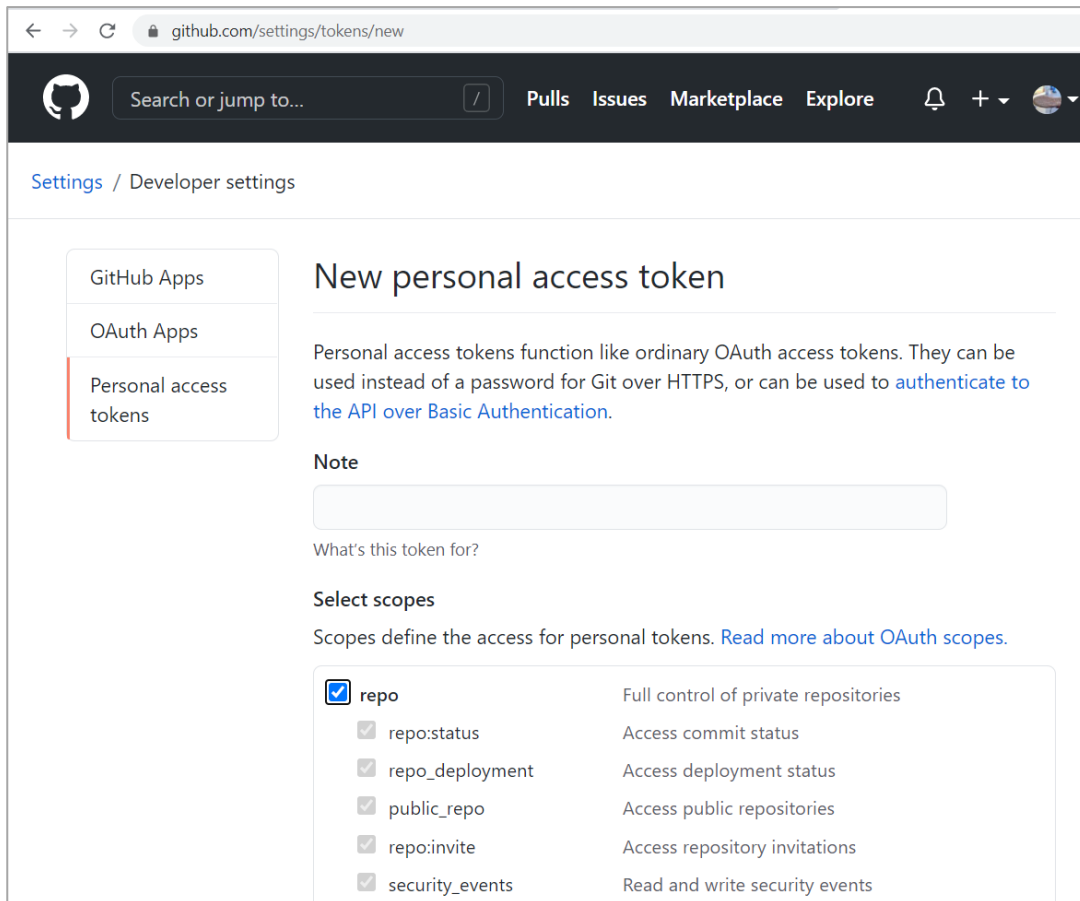 github.com/settings/tokens/new
Search or jump to... /
Pulls Issues Marketplace Explore
Settings / Developer settings
GitHub Apps
OAuth Apps
Personal access
tokens
New personal access token
Personal access tokens function like ordinary OAuth access tokens. They can be
used instead of a password for Git over HTTPS, or can be used to authenticate to
the API over Basic Authentication.
Note
What's this token for?
Select scopes
Scopes define the access for personal tokens. Read more about OAuth scopes.
repo Full control of private repositories
repo:status Access commit status
repo_deployment Access deployment status
public_repo Access public repositories
repo:invite Access repository invitations
security_events Read and write security events